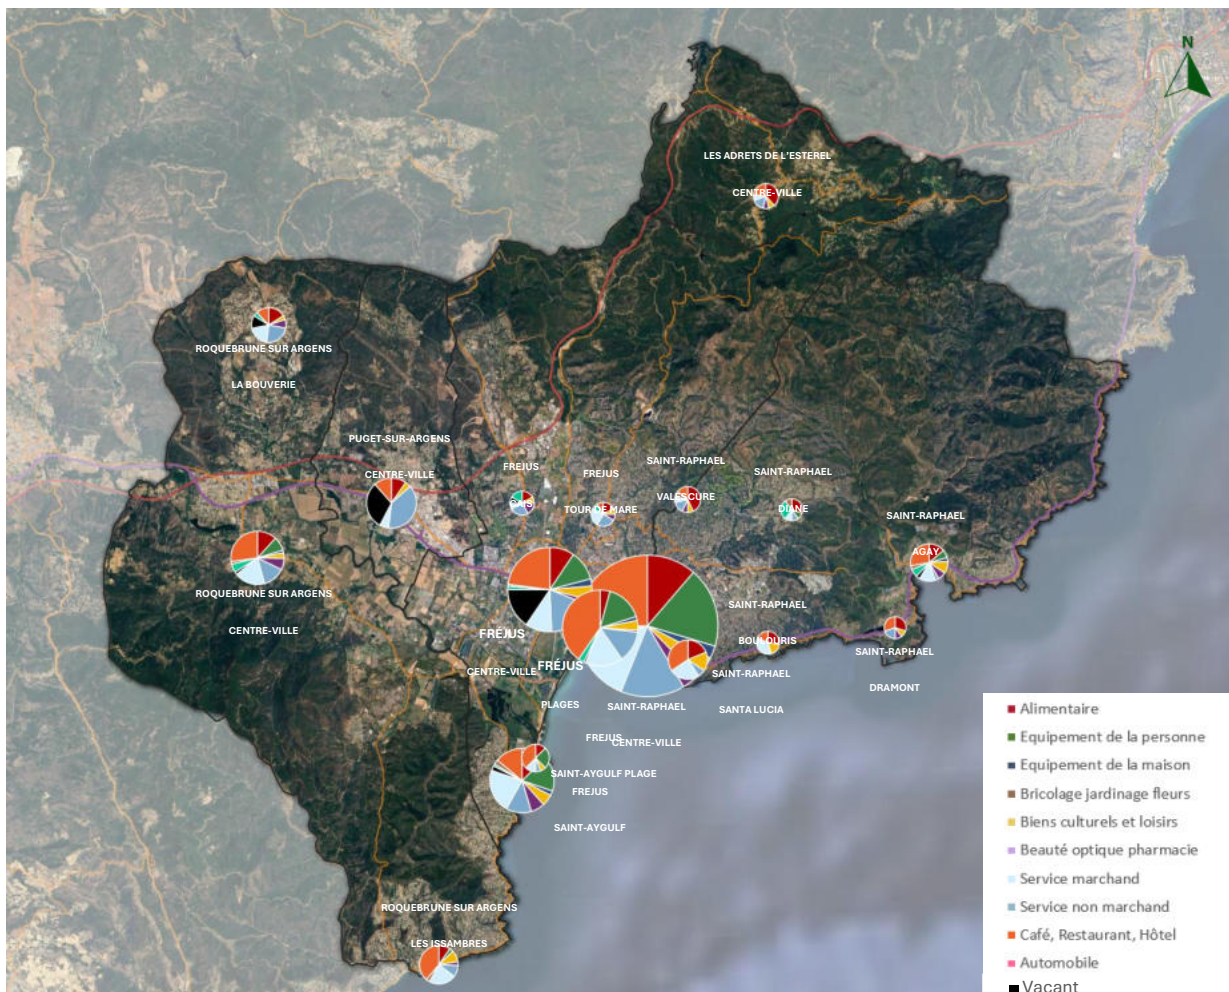 N
LES ADRETS DE L'ESTEREL
CENTRE-VILLE
ROQUEBRUNE SUR ARGENS
LA BOUVERIE
PUGET-SUR-ARGENS
CENTRE-VILLE
FREJUS
CAIS
FREJUS
TOUR DE MARE
SAINT-RAPHAEL
VALESCURE
SAINT-RAPHAEL
DIANE
SAINT-RAPHAEL
AGAY
ROQUEBRUNE SUR ARGENS
CENTRE-VILLE
FRÉJUS
CENTRE-VILLE
FRÉJUS
PLAGES
SAINT-RAPHAEL
CENTRE-VILLE
SAINT-RAPHAEL
BOULOURIS
SAINT-RAPHAEL
SANTA LUCIA
SAINT-RAPHAEL
DRAMONT
FREJUS
SAINT-AYGULF PLAGE
FREJUS
SAINT-AYGULF
ROQUEBRUNE SUR ARGENS
LES ISSAMBRES
Alimentaire
Equipement de la personne
Equipement de la maison
Bricolage jardinage fleurs
Biens culturels et loisirs
Beauté optique pharmacie
Service marchand
Service non marchand
Café, Restaurant, Hôtel
Automobile
Vacant